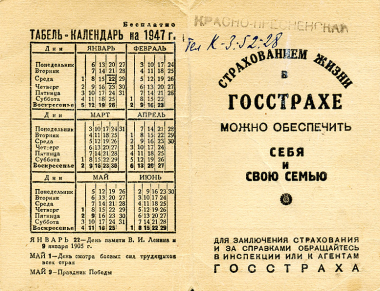 Бесплатно
ТАБЕЛЬ-КАЛЕНДАРЬ на 1947 г.
Дни ЯНВАРЬ ФЕВРАЛЬ
Понедельник 6 13 20 27 3 10 17 24
Вторник 7 14 21 28 4 11 18 25
Среда 1 8 15 22 29 5 12 19 26
Четверг 2 9 16 23 30 6 13 20 27
Пятница 3 10 17 24 31 7 14 21 28
Суббота 4 11 18 25 1 8 15 22
Воскресенье 5 12 19 26 2 9 16 23
Дни МАРТ АПРЕЛЬ
Понедельник 3 10 17 24 31 7 14 21 28
Вторник 4 11 18 25 1 8 15 22 29
Среда 5 12 19 26 2 9 16 23 30
Четверг 6 13 20 27 3 10 17 24
Пятница 7 14 21 28 4 11 18 25
Суббота 1 8 15 22 29 5 12 19 26
Воскресенье 2 9 16 23 30 6 13 20 27
Дни МАЙ ИЮНЬ
Понедельник 5 12 19 26 2 9 16 23 30
Вторник 6 13 20 27 3 10 17 24
Среда 7 14 21 28 4 11 18 25
Четверг 1 8 15 22 29 5 12 19 26
Пятница 2 9 16 23 30 6 13 20 27
Суббота 3 10 17 24 31 7 14 21 28
Воскресенье 4 11 18 25 1 8 15 22 29
ЯНВАРЬ 22—День памяти В. И. Ленина и
9 января 1905 г.
МАЙ 1—День смотра боевых сил трудящихся
всех стран
МАЙ 9—Праздник Победы
КРАСНО-ПРЕСНЕНСКАЯ
Тел К-3-52-28
СТРАХОВАНИЕМ ЖИЗНИ
В
ГОССТРАХЕ
МОЖНО ОБЕСПЕЧИТЬ
СЕБЯ
и
СВОЮ СЕМЬЮ
ДЛЯ ЗАКЛЮЧЕНИЯ СТРАХОВАНИЯ
И ЗА СПРАВКАМИ ОБРАЩАЙТЕСЬ
В ИНСПЕКЦИИ ИЛИ К АГЕНТАМ
ГОССТРАХА